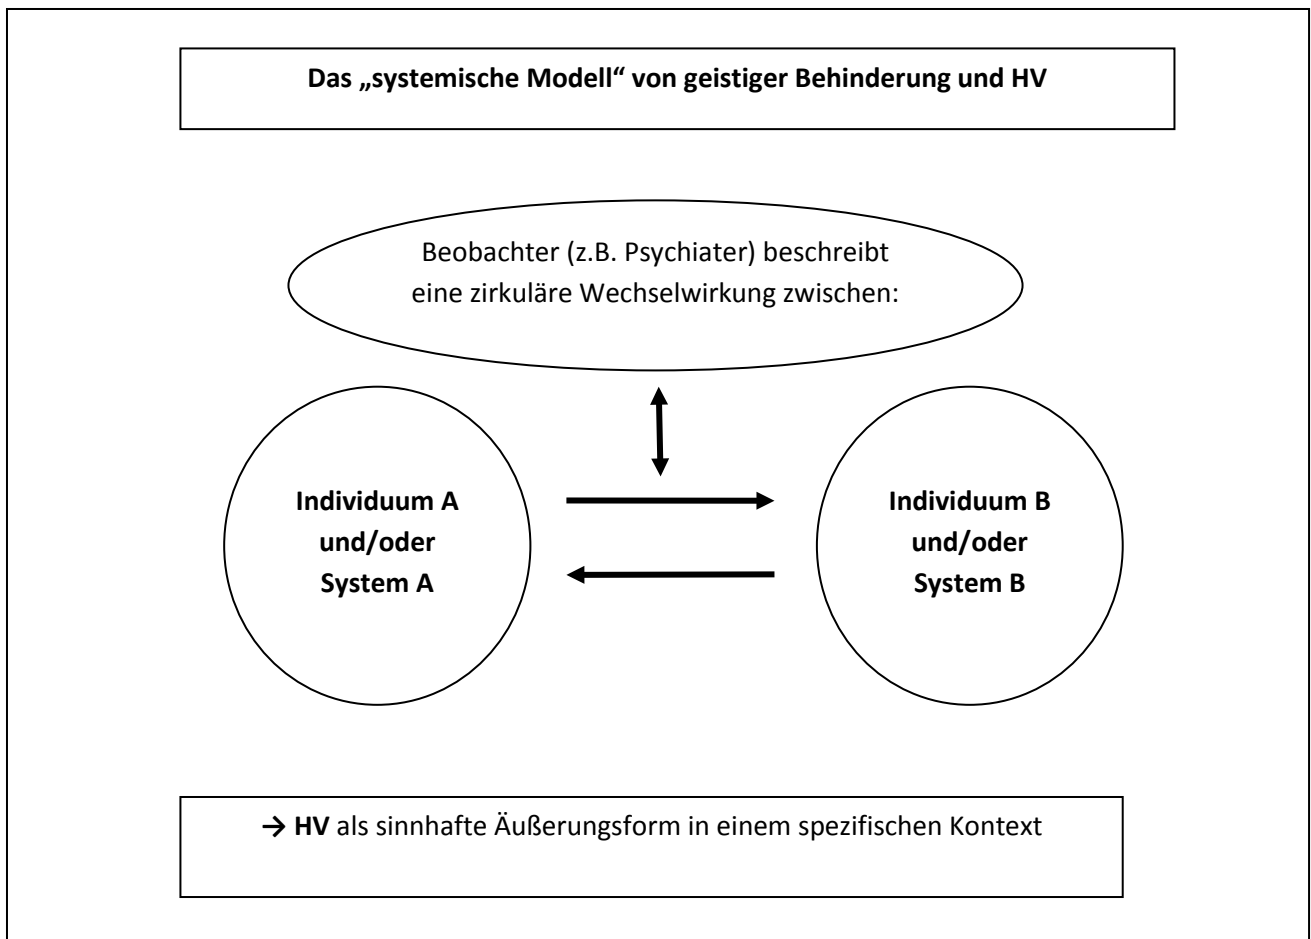 Das „systemische Modell“ von geistiger Behinderung und HV
Beobachter (z.B. Psychiater) beschreibt
eine zirkuläre Wechselwirkung zwischen:
Individuum A
und/oder
System A
Individuum B
und/oder
System B
→ HV als sinnhafte Äußerungsform in einem spezifischen Kontext